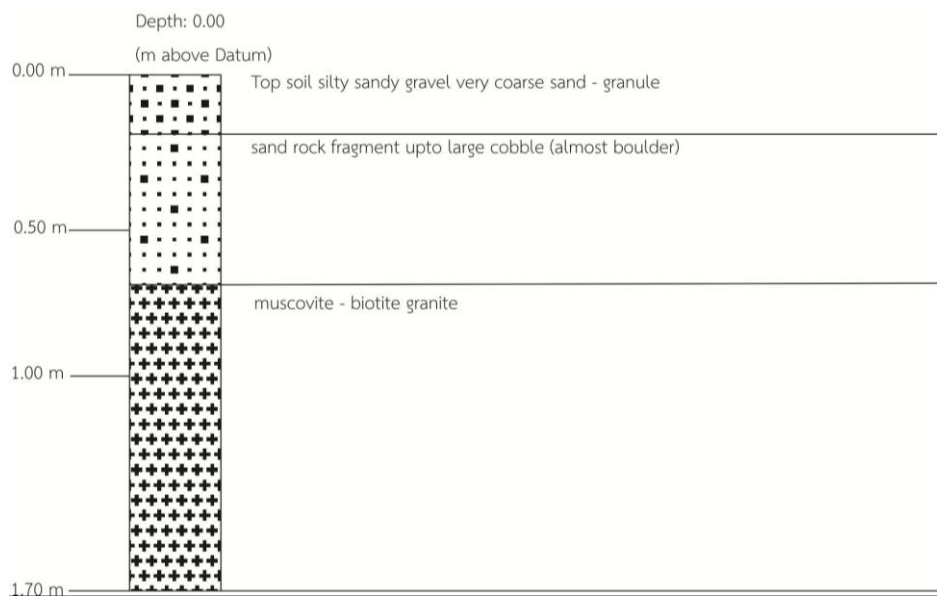 Depth: 0.00
(m above Datum)
0.00 m
Top soil silty sandy gravel very coarse sand - granule
sand rock fragment upto large cobble (almost boulder)
0.50 m
muscovite - biotite granite
1.00 m
1.70 m